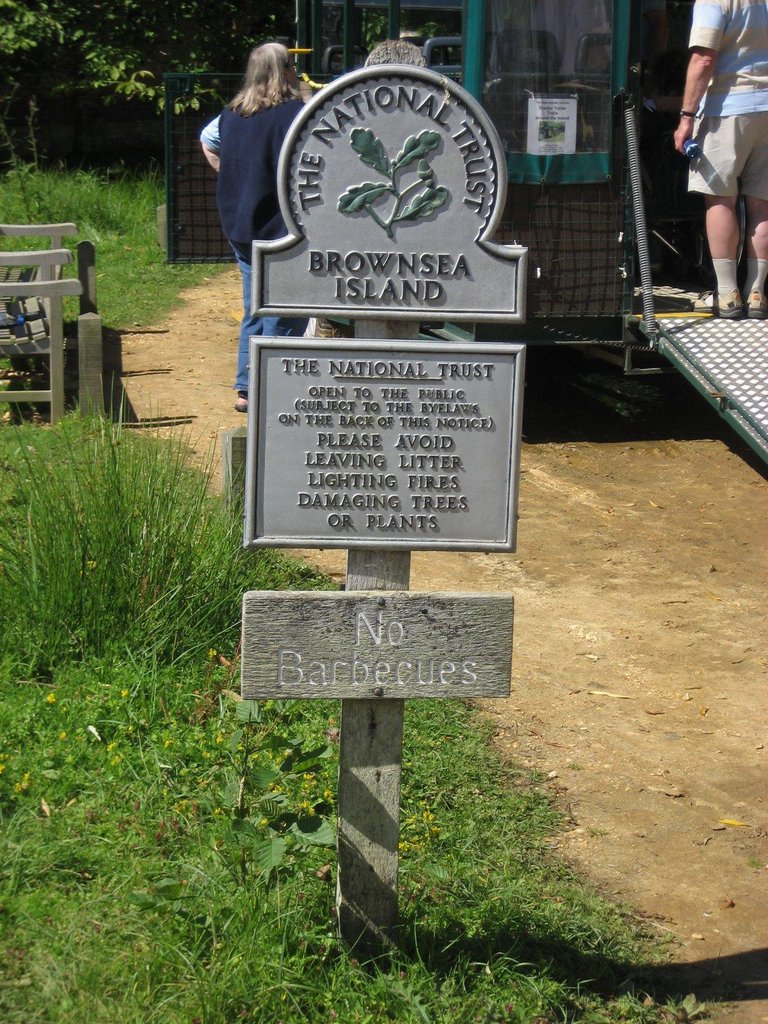 THE NATIONAL TRUST
BROWNSEA
ISLAND
THE NATIONAL TRUST
OPEN TO THE PUBLIC
(SUBJECT TO THE BYELAWS
ON THE BACK OF THIS NOTICE)
PLEASE AVOID
LEAVING LITTER
LIGHTING FIRES
DAMAGING TREES
OR PLANTS
No
Barbecues